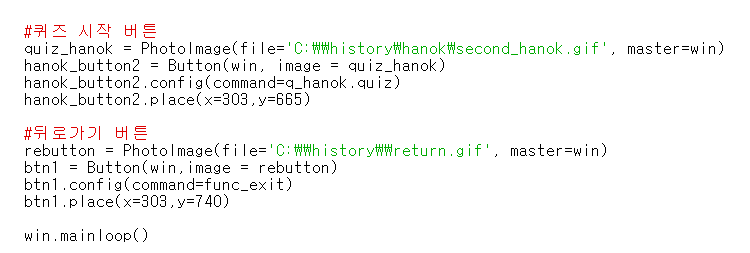 #퀴즈 시작 버튼
quiz_hanok = PhotoImage(file='C:₩₩history₩hanok₩second_hanok.gif', master=win)
hanok_button2 = Button(win, image = quiz_hanok)
hanok_button2.config(command=q_hanok.quiz)
hanok_button2.place(x=303,y=665)
#뒤로가기 버튼
rebutton = PhotoImage(file='C:₩₩history₩₩return.gif', master=win)
btn1 = Button(win,image = rebutton)
btn1.config(command=func_exit)
btn1.place(x=303,y=740)
win.mainloop()